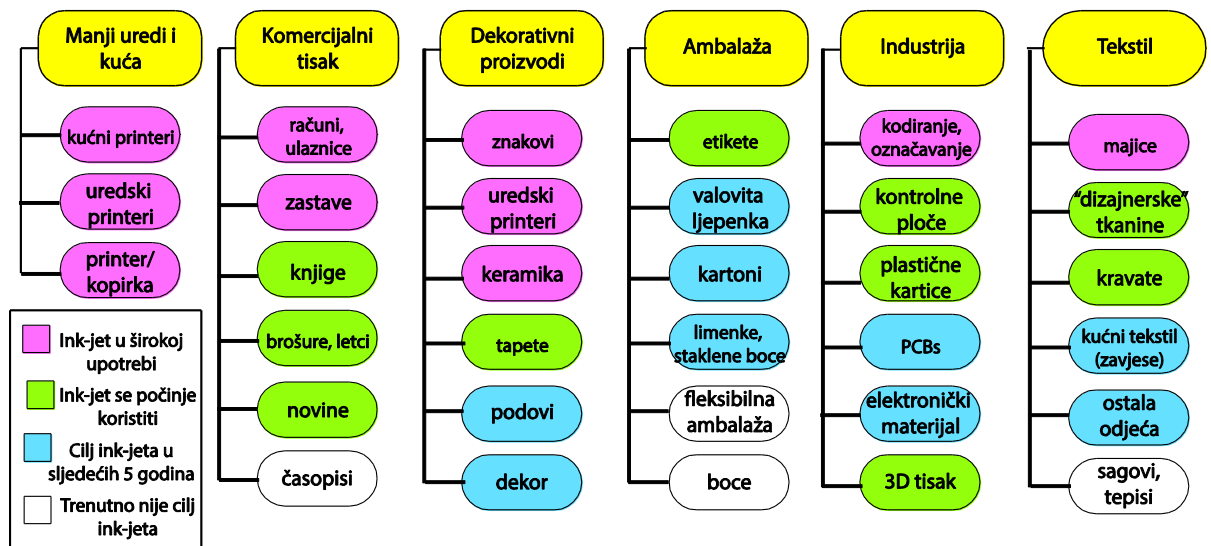 Manji uredi i
kuća
kućni printeri
uredski
printeri
printer/
kopirka
Komercijalni
tisak
računi,
ulaznice
zastave
knjige
brošure, letci
novine
časopisi
Dekorativni
proizvodi
znakovi
uredski
printeri
keramika
tapete
podovi
dekor
Ambalaža
etikete
valovita
ljepenka
kartoni
limenke,
staklene boce
fleksibilna
ambalaža
boce
Industrija
kodiranje,
označavanje
kontrolne
ploče
plastične
kartice
PCBs
elektronički
materijal
3D tisak
Tekstil
majice
“dizajnerske”
tkanine
kravate
kućni tekstil
(zavjese)
ostala
odjeća
sagovi,
tepisi
Ink-jet u širokoj
upotrebi
Ink-jet se počinje
koristiti
Cilj ink-jeta u
sljedećih 5 godina
Trenutno nije cilj
ink-jeta